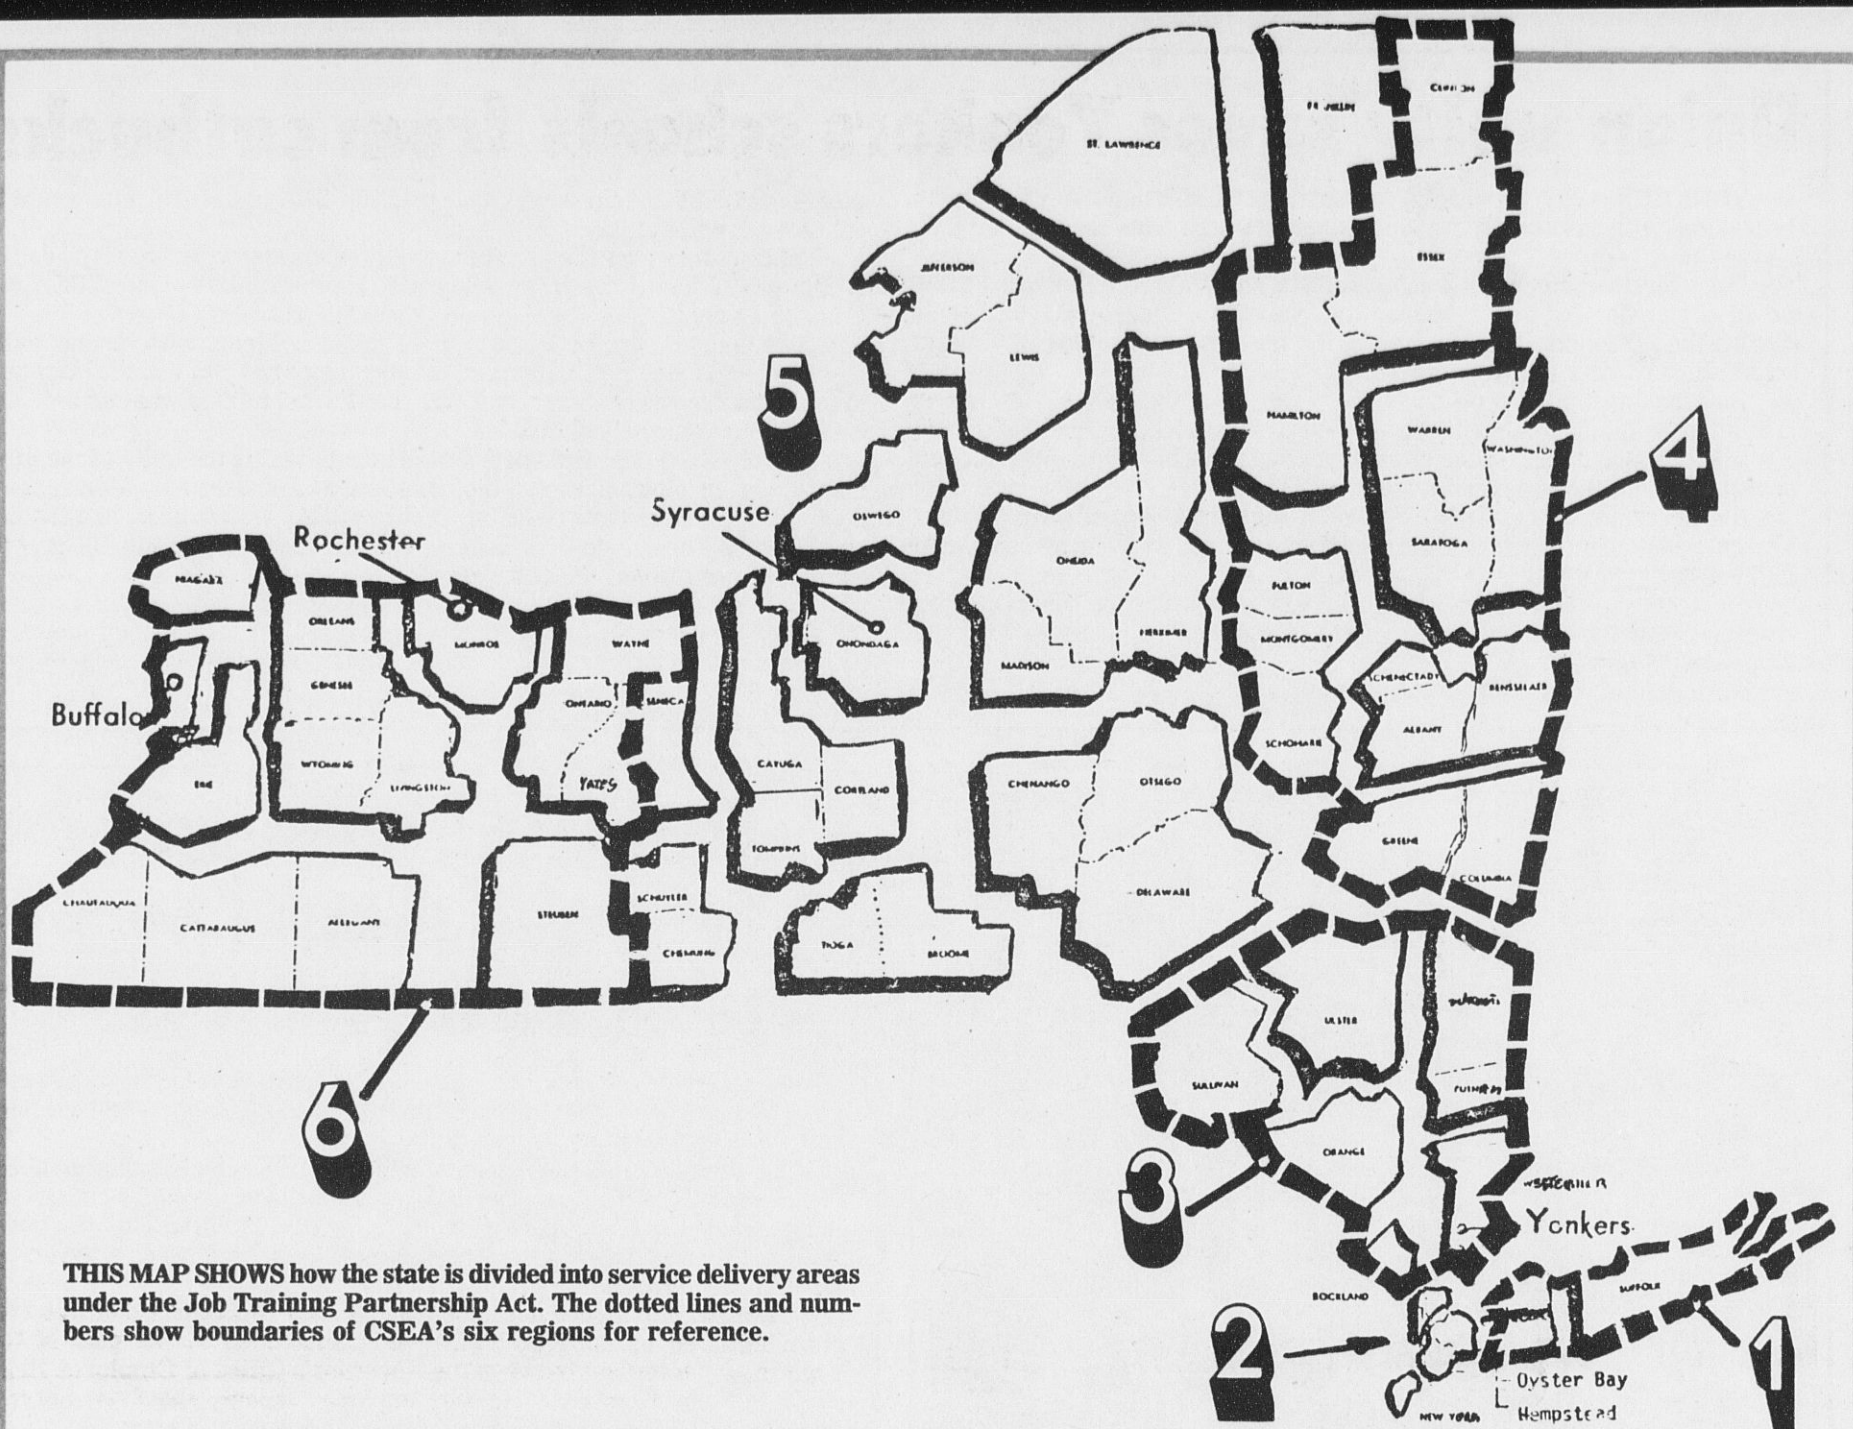 CLINTON
FRANKLIN
ST. LAWRENCE
ESSEX
JEFFERSON
LEWIS
5
HAMILTON
WARREN
WASHINGTON
4
Syracuse
OSWEGO
Rochester
SARATOGA
ONEIDA
NIAGARA
FULTON
ORLEANS
MONROE
WAYNE
ONONDAGA
HERKIMER
MONTGOMERY
MADISON
SCHENECTADY
RENSSELAER
GENESEE
ONTARIO
SENECA
Buffalo
ALBANY
SCHOHARIE
WYOMING
LIVINGSTON
YATES
CAYUGA
CORTLAND
CHENANGO
OTSEGO
ERIE
TOMPKINS
GREENE
COLUMBIA
CHAUTAUQUA
CATTARAUGUS
ALLEGANY
STEUBEN
SCHUYLER
CHEMUNG
TIOGA
BROOME
DELAWARE
ULSTER
SULLIVAN
PUTNAM
6
ORANGE
3
Yonkers
THIS MAP SHOWS how the state is divided into service delivery areas
under the Job Training Partnership Act. The dotted lines and num-
bers show boundaries of CSEA's six regions for reference.
ROCKLAND
SUFFOLK
2
1
Oyster Bay
Hempstead
NEW YORK